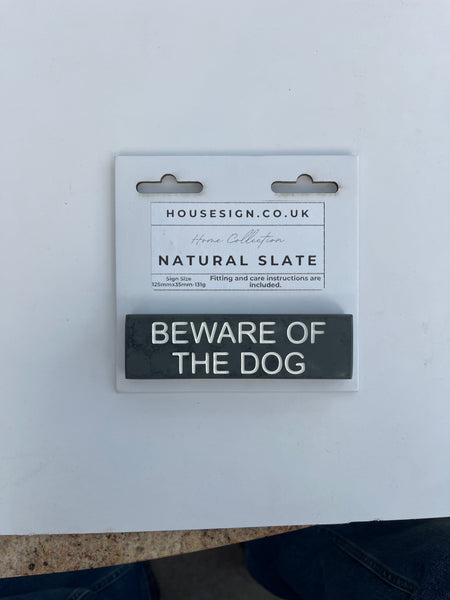 HOUSESIGN.CO.UK
Home Collection
NATURAL SLATE
Sign Size
125mmx35mm-131g
Fitting and care instructions are
included.
BEWARE OF
THE DOG